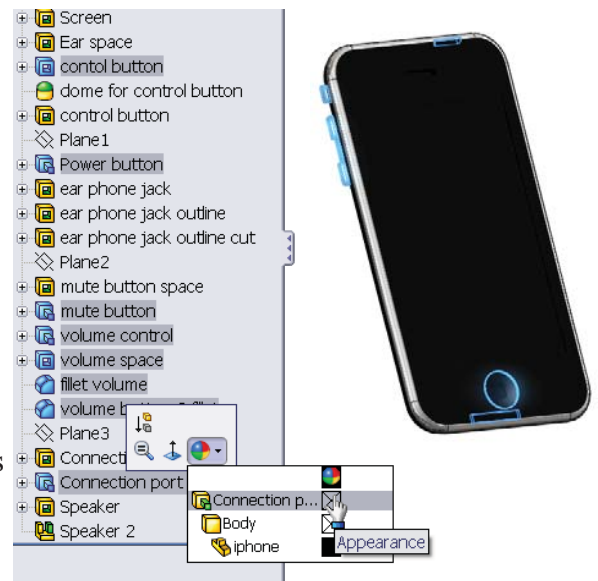 Screen
Ear space
contol button
dome for control button
control button
Plane1
Power button
ear phone jack
ear phone jack outline
ear phone jack outline cut
Plane2
mute button space
mute button
volume control
volume space
fillet volume
volume
Plane3
s
Connecti
Connection port
Connection p...
Speaker
Body
Speaker 2
iphone
Appearance